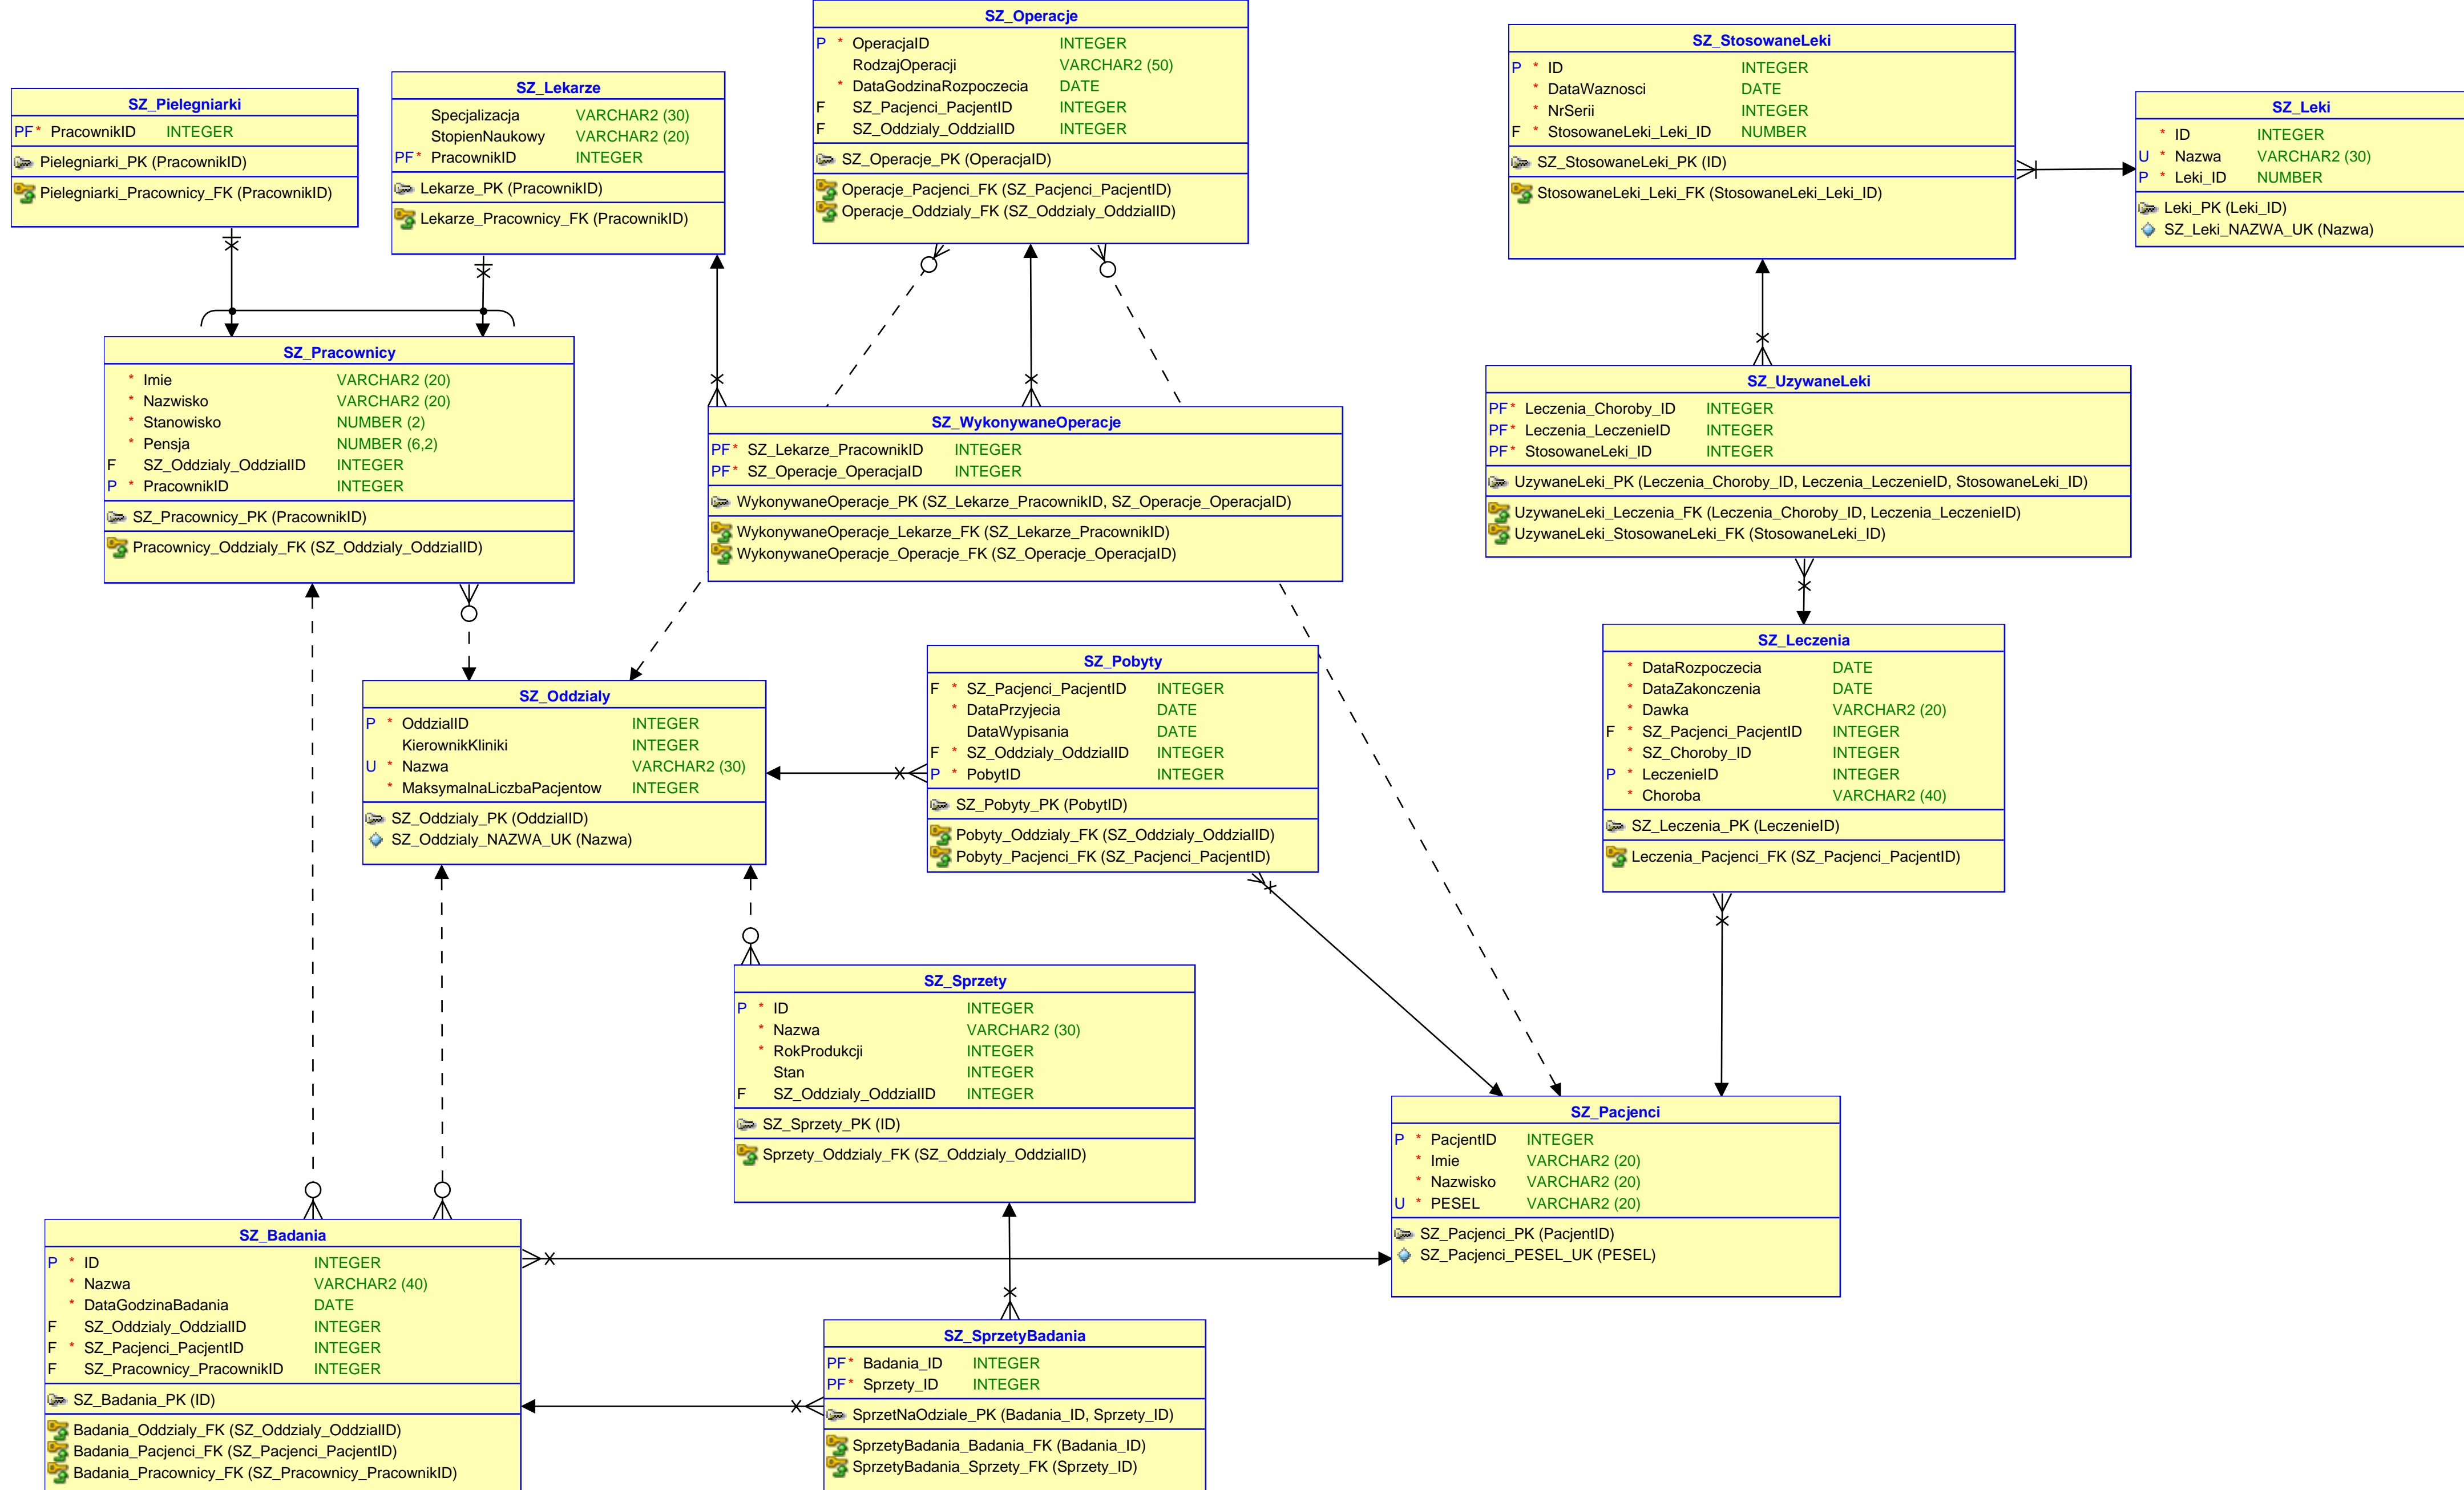 SZ_Pielegniarki
PF * PracownikID INTEGER
Pielegniarki_PK (PracownikID)
Pielegniarki_Pracownicy_FK (PracownikID)
SZ_Lekarze
Specjalizacja VARCHAR2 (30)
StopienNaukowy VARCHAR2 (20)
PF * PracownikID INTEGER
Lekarze_PK (PracownikID)
Lekarze_Pracownicy_FK (PracownikID)
SZ_Operacje
P * OperacjaID INTEGER
RodzajOperacji VARCHAR2 (50)
* DataGodzinaRozpoczecia DATE
F SZ_Pacjenci_PacjentID INTEGER
F SZ_Oddzialy_OddzialID INTEGER
SZ_Operacje_PK (OperacjaID)
Operacje_Pacjenci_FK (SZ_Pacjenci_PacjentID)
Operacje_Oddzialy_FK (SZ_Oddzialy_OddzialID)
SZ_StosowaneLeki
P * ID INTEGER
* DataWaznosci DATE
* NrSerii INTEGER
F * StosowaneLeki_Leki_ID NUMBER
SZ_StosowaneLeki_PK (ID)
StosowaneLeki_Leki_FK (StosowaneLeki_Leki_ID)
SZ_Leki
* ID INTEGER
U * Nazwa VARCHAR2 (30)
P * Leki_ID NUMBER
Leki_PK (Leki_ID)
SZ_Leki_NAZWA_UK (Nazwa)
SZ_Pracownicy
* Imie VARCHAR2 (20)
* Nazwisko VARCHAR2 (20)
* Stanowisko NUMBER (2)
* Pensja NUMBER (6,2)
F SZ_Oddzialy_OddzialID INTEGER
P * PracownikID INTEGER
SZ_Pracownicy_PK (PracownikID)
Pracownicy_Oddzialy_FK (SZ_Oddzialy_OddzialID)
SZ_WykonywaneOperacje
PF * SZ_Lekarze_PracownikID INTEGER
PF * SZ_Operacje_OperacjaID INTEGER
WykonywaneOperacje_PK (SZ_Lekarze_PracownikID, SZ_Operacje_OperacjaID)
WykonywaneOperacje_Lekarze_FK (SZ_Lekarze_PracownikID)
WykonywaneOperacje_Operacje_FK (SZ_Operacje_OperacjaID)
SZ_UzywaneLeki
PF * Leczenia_Choroby_ID INTEGER
PF * Leczenia_LeczenieID INTEGER
PF * StosowaneLeki_ID INTEGER
UzywaneLeki_PK (Leczenia_Choroby_ID, Leczenia_LeczenieID, StosowaneLeki_ID)
UzywaneLeki_Leczenia_FK (Leczenia_Choroby_ID, Leczenia_LeczenieID)
UzywaneLeki_StosowaneLeki_FK (StosowaneLeki_ID)
SZ_Oddzialy
P * OddzialID INTEGER
KierownikKliniki INTEGER
U * Nazwa VARCHAR2 (30)
* MaksymalnaLiczbaPacjentow INTEGER
SZ_Oddzialy_PK (OddzialID)
SZ_Oddzialy_NAZWA_UK (Nazwa)
SZ_Pobyty
F * SZ_Pacjenci_PacjentID INTEGER
* DataPrzyjecia DATE
DataWypisania DATE
F * SZ_Oddzialy_OddzialID INTEGER
P * PobytID INTEGER
SZ_Pobyty_PK (PobytID)
Pobyty_Oddzialy_FK (SZ_Oddzialy_OddzialID)
Pobyty_Pacjenci_FK (SZ_Pacjenci_PacjentID)
SZ_Leczenia
* DataRozpoczecia DATE
* DataZakonczenia DATE
* Dawka VARCHAR2 (20)
F * SZ_Pacjenci_PacjentID INTEGER
* SZ_Choroby_ID INTEGER
P * LeczenieID INTEGER
* Choroba VARCHAR2 (40)
SZ_Leczenia_PK (LeczenieID)
Leczenia_Pacjenci_FK (SZ_Pacjenci_PacjentID)
SZ_Sprzety
P * ID INTEGER
* Nazwa VARCHAR2 (30)
* RokProdukcji INTEGER
Stan INTEGER
F SZ_Oddzialy_OddzialID INTEGER
SZ_Sprzety_PK (ID)
Sprzety_Oddzialy_FK (SZ_Oddzialy_OddzialID)
SZ_Pacjenci
P * PacjentID INTEGER
* Imie VARCHAR2 (20)
* Nazwisko VARCHAR2 (20)
U * PESEL VARCHAR2 (20)
SZ_Pacjenci_PK (PacjentID)
SZ_Pacjenci_PESEL_UK (PESEL)
SZ_Badania
P * ID INTEGER
* Nazwa VARCHAR2 (40)
* DataGodzinaBadania DATE
F SZ_Oddzialy_OddzialID INTEGER
F * SZ_Pacjenci_PacjentID INTEGER
F SZ_Pracownicy_PracownikID INTEGER
SZ_Badania_PK (ID)
Badania_Oddzialy_FK (SZ_Oddzialy_OddzialID)
Badania_Pacjenci_FK (SZ_Pacjenci_PacjentID)
Badania_Pracownicy_FK (SZ_Pracownicy_PracownikID)
SZ_SprzetyBadania
PF * Badania_ID INTEGER
PF * Sprzety_ID INTEGER
SprzetNaOdziale_PK (Badania_ID, Sprzety_ID)
SprzetyBadania_Badania_FK (Badania_ID)
SprzetyBadania_Sprzety_FK (Sprzety_ID)